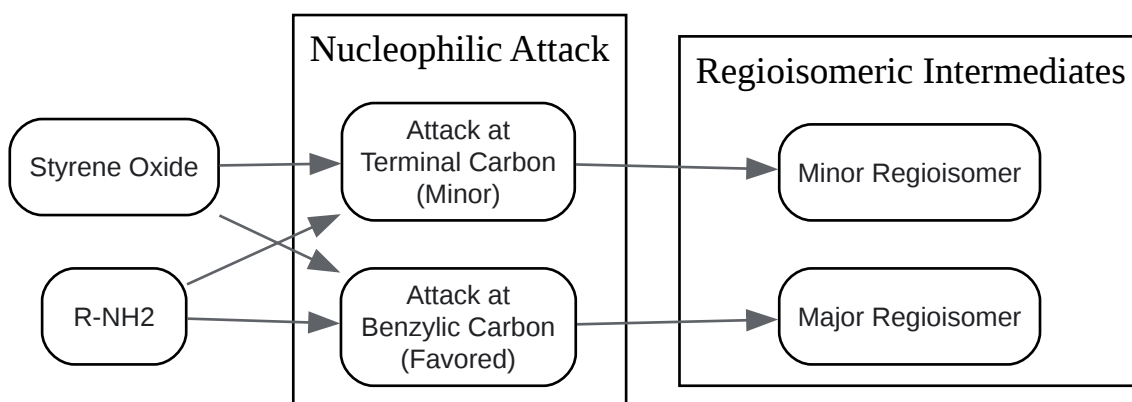 Nucleophilic Attack
Regioisomeric Intermediates
Styrene Oxide
Attack at
Terminal Carbon
(Minor)
Minor Regioisomer
R-NH2
Attack at
Benzylic Carbon
(Favored)
Major Regioisomer